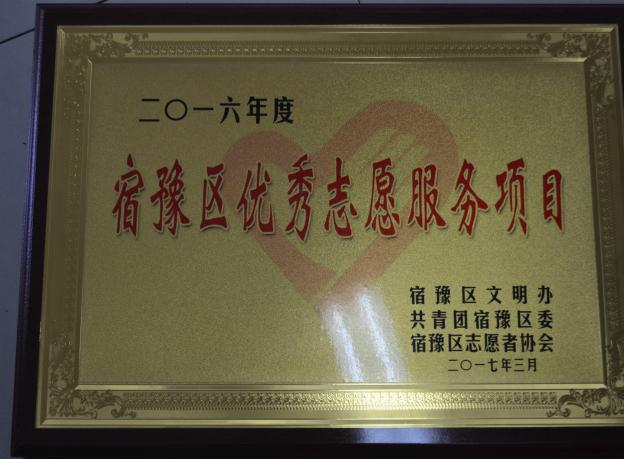 二〇一六年度
宿豫区优秀志愿服务项目
宿豫区文明办
共青团宿豫区委
宿豫区志愿者协会
二〇一七年三月